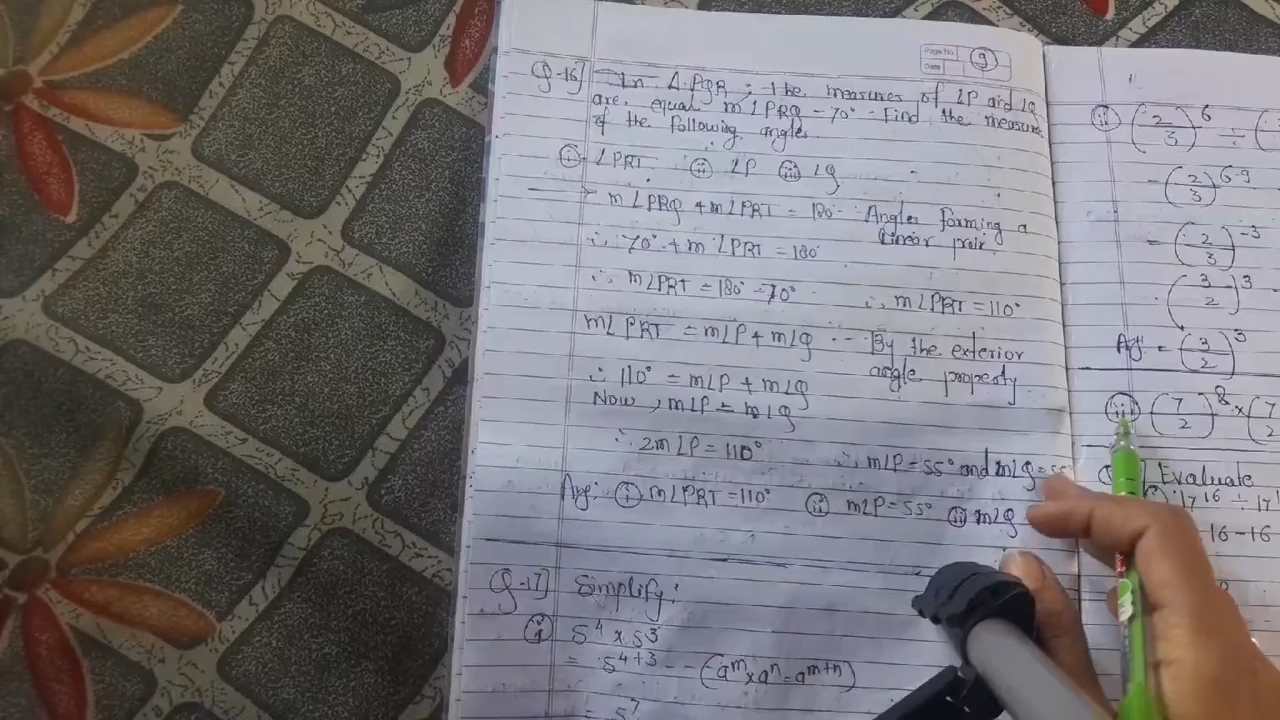 Page No.
Date
9
Q-16] In ∠PQR, the measures of ∠P and ∠Q
are equal m∠PRQ = 70° Find the measure
of the following angles
(i) ∠PRT (ii) ∠P (iii) ∠Q
→ m∠PRQ + m∠PRT = 180 -- Angles forming a
linear pair
∴ 70° + m∠PRT = 180°
∴ m∠PRT = 180° - 70° ∴ m∠PRT = 110°
m∠PRT = m∠P + m∠Q -- By the exterior
angle property
∴ 110° = m∠P + m∠Q
Now, m∠P = m∠Q
∴ 2m∠P = 110° ∴ m∠P = 55° and m∠Q = 55°
Ans: (i) m∠PRT = 110° (ii) m∠P = 55° (iii) m∠Q
Q-17] Simplify:
(i) 5⁴ × 5³
= 5⁴⁺³ -- (aᵐ × aⁿ = aᵐ⁺ⁿ)
= 5⁷
11
(ii) (2/3)⁶ ÷ (
= (2/3)⁶⁻⁹
= (2/3)⁻³
(3/2)³
Ans = (3/2)³
(iii) (7/2)⁸ × (7/2
Evaluate
17¹⁶ ÷ 17
16-16